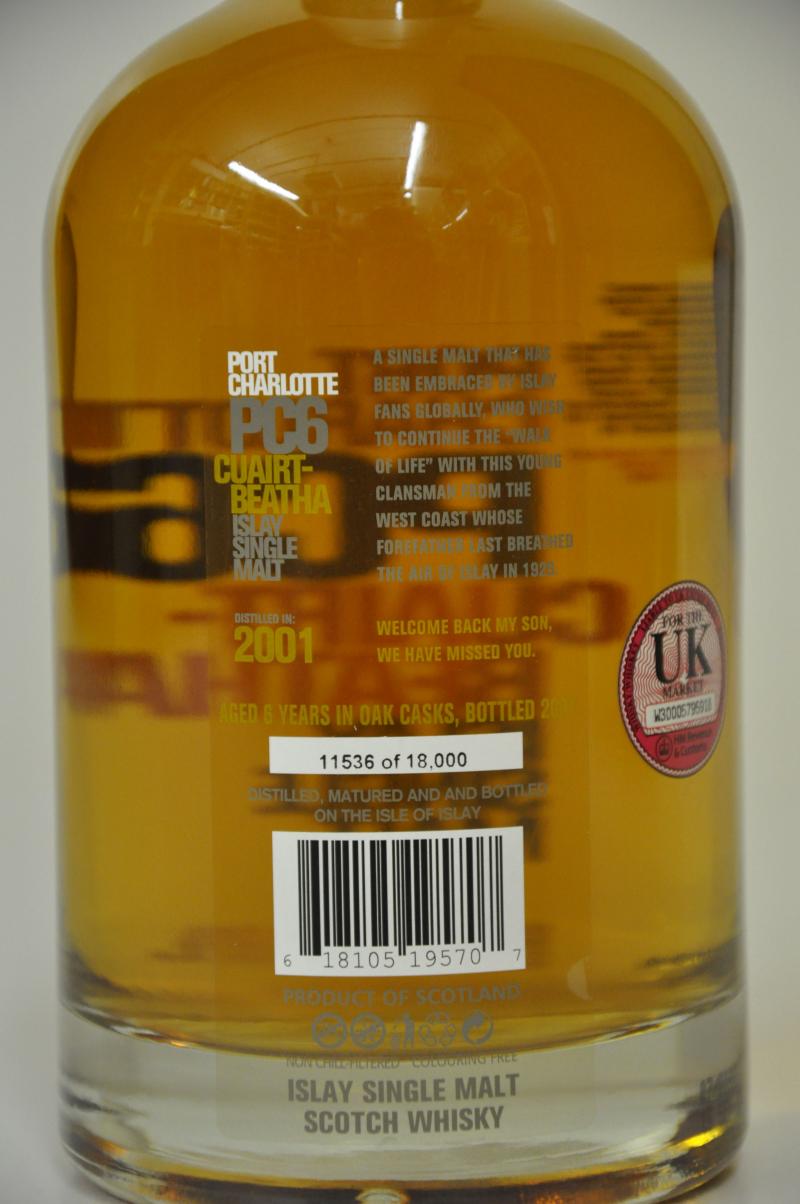 PORT
CHARLOTTE
PC6
CUAIRT-
BEATHA
ISLAY
SINGLE
MALT
DISTILLED IN:
2001
A SINGLE MALT THAT HAS
BEEN EMBRACED BY ISLAY
FANS GLOBALLY, WHO WISH
TO CONTINUE THE "WALK
OF LIFE" WITH THIS YOUNG
CLANSMAN FROM THE
WEST COAST WHOSE
FOREFATHER LAST BREATHED
THE AIR OF ISLAY IN 1929.
WELCOME BACK MY SON,
WE HAVE MISSED YOU.
AGED 6 YEARS IN OAK CASKS, BOTTLED
11536 of 18,000
DISTILLED, MATURED AND AND BOTTLED
ON THE ISLE OF ISLAY
6 18105 19570 7
PRODUCT OF SCOTLAND
NON CHILL-FILTERED COLOURING FREE
ISLAY SINGLE MALT
SCOTCH WHISKY
FOR THE
UK
MARKET
W30005795918
HM Revenue
& Customs